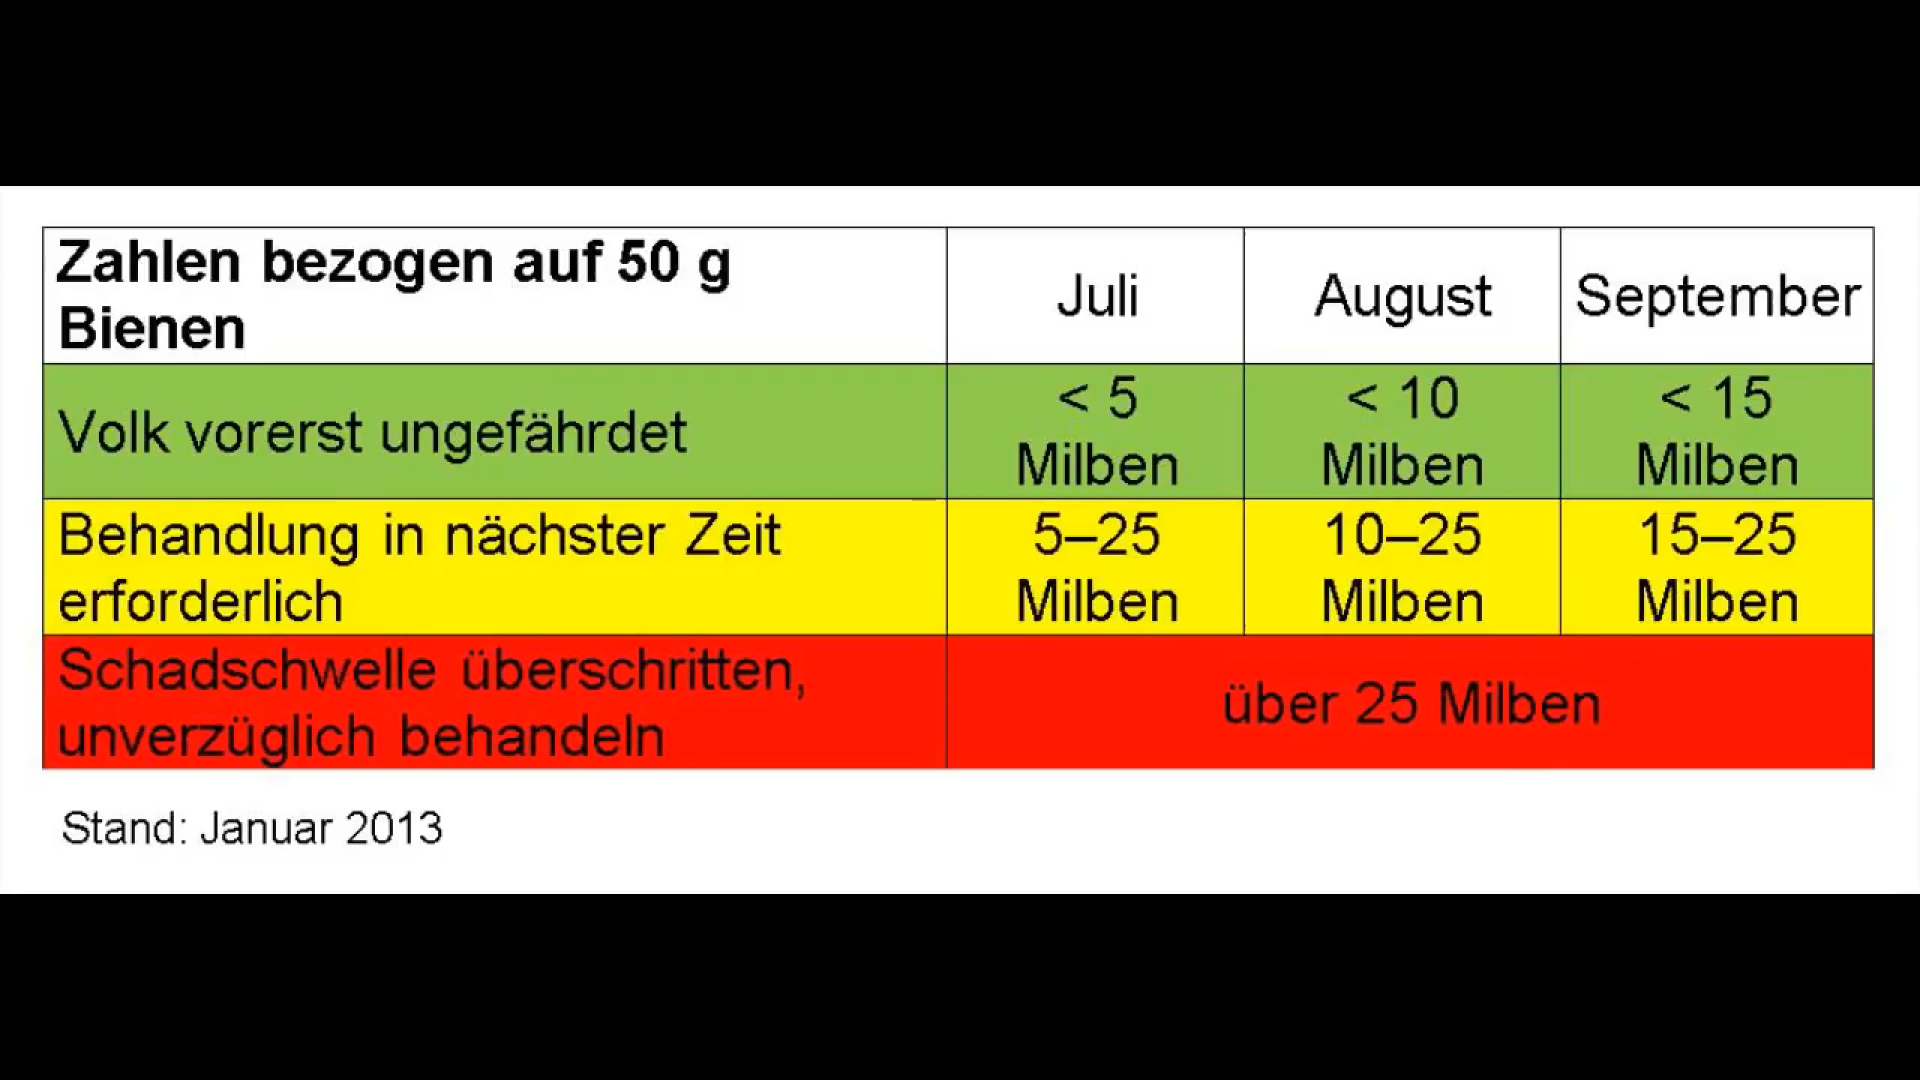 Zahlen bezogen auf 50 g
Bienen
Juli
August
September
Volk vorerst ungefährdet
< 5
Milben
< 10
Milben
< 15
Milben
Behandlung in nächster Zeit
erforderlich
5–25
Milben
10–25
Milben
15–25
Milben
Schadschwelle überschritten,
unverzüglich behandeln
über 25 Milben
Stand: Januar 2013